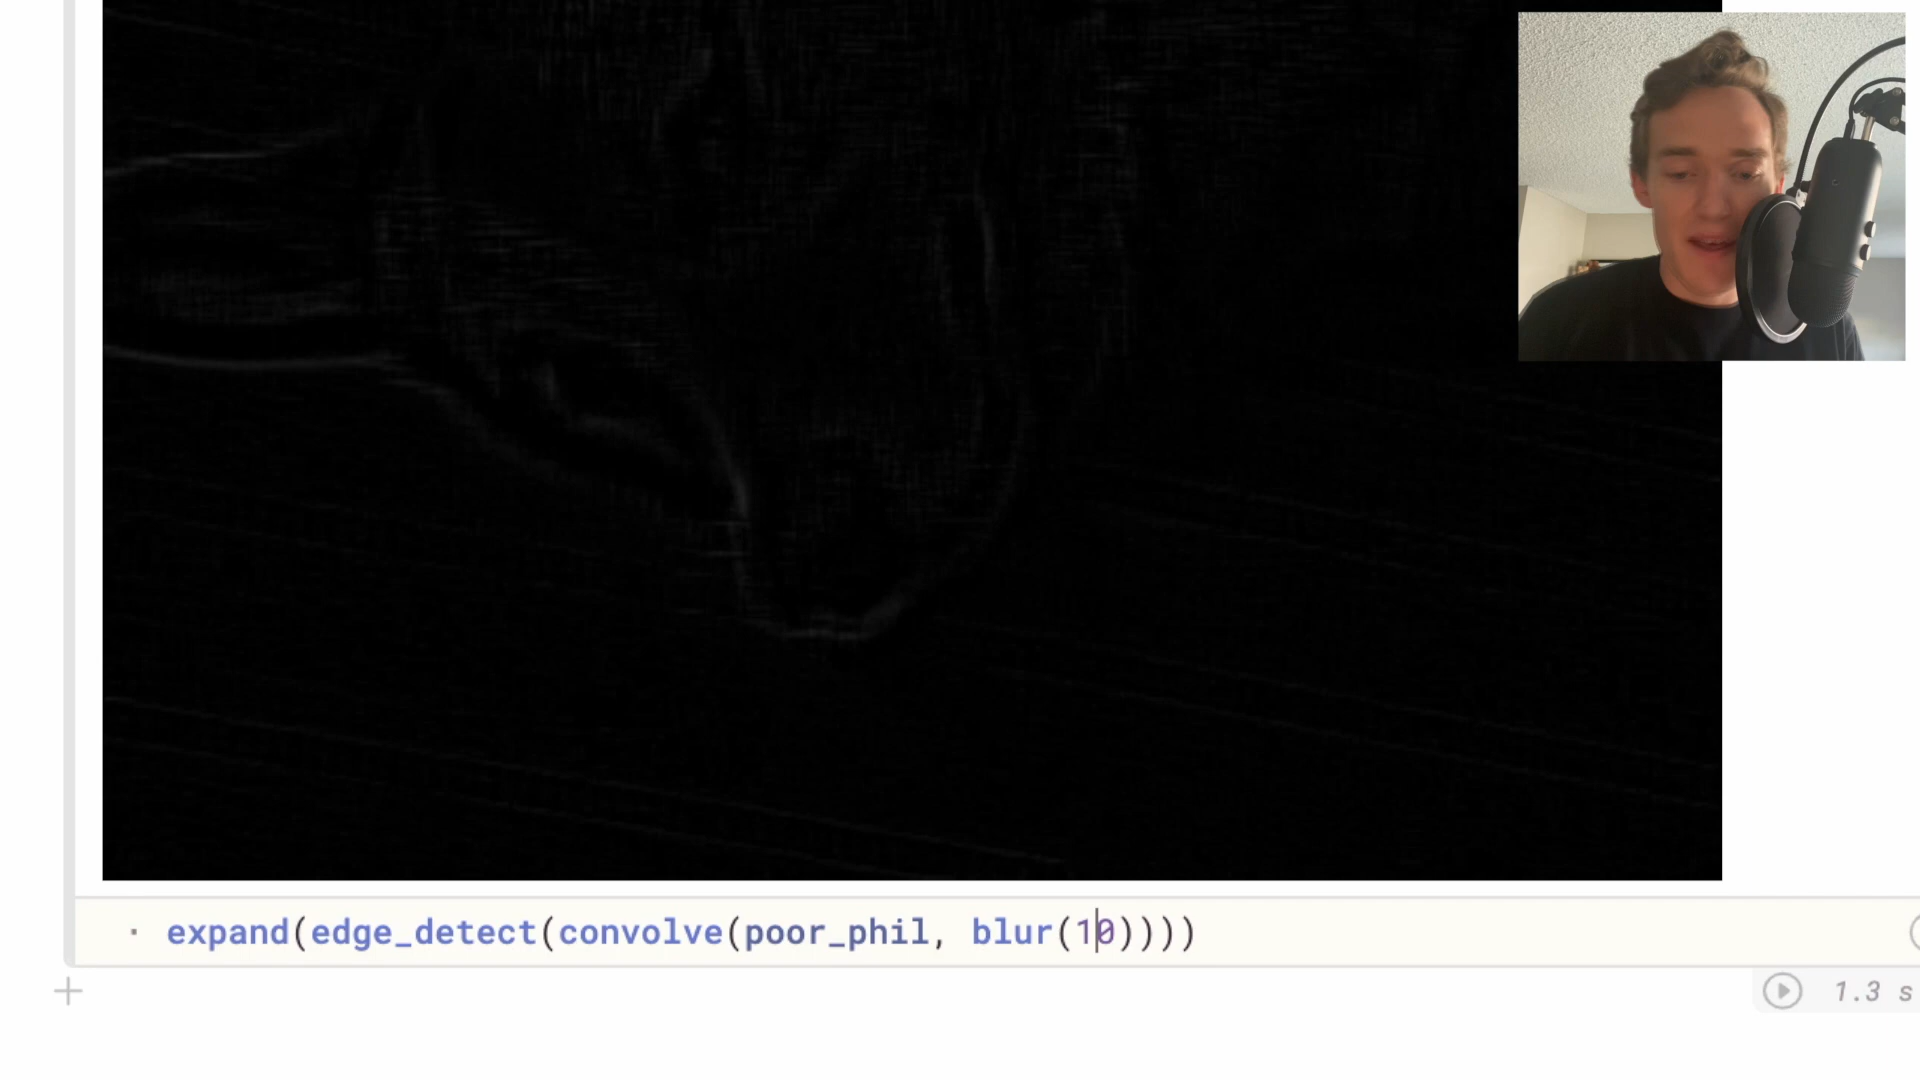 expand(edge_detect(convolve(poor_phil, blur(10))))
1.3 s